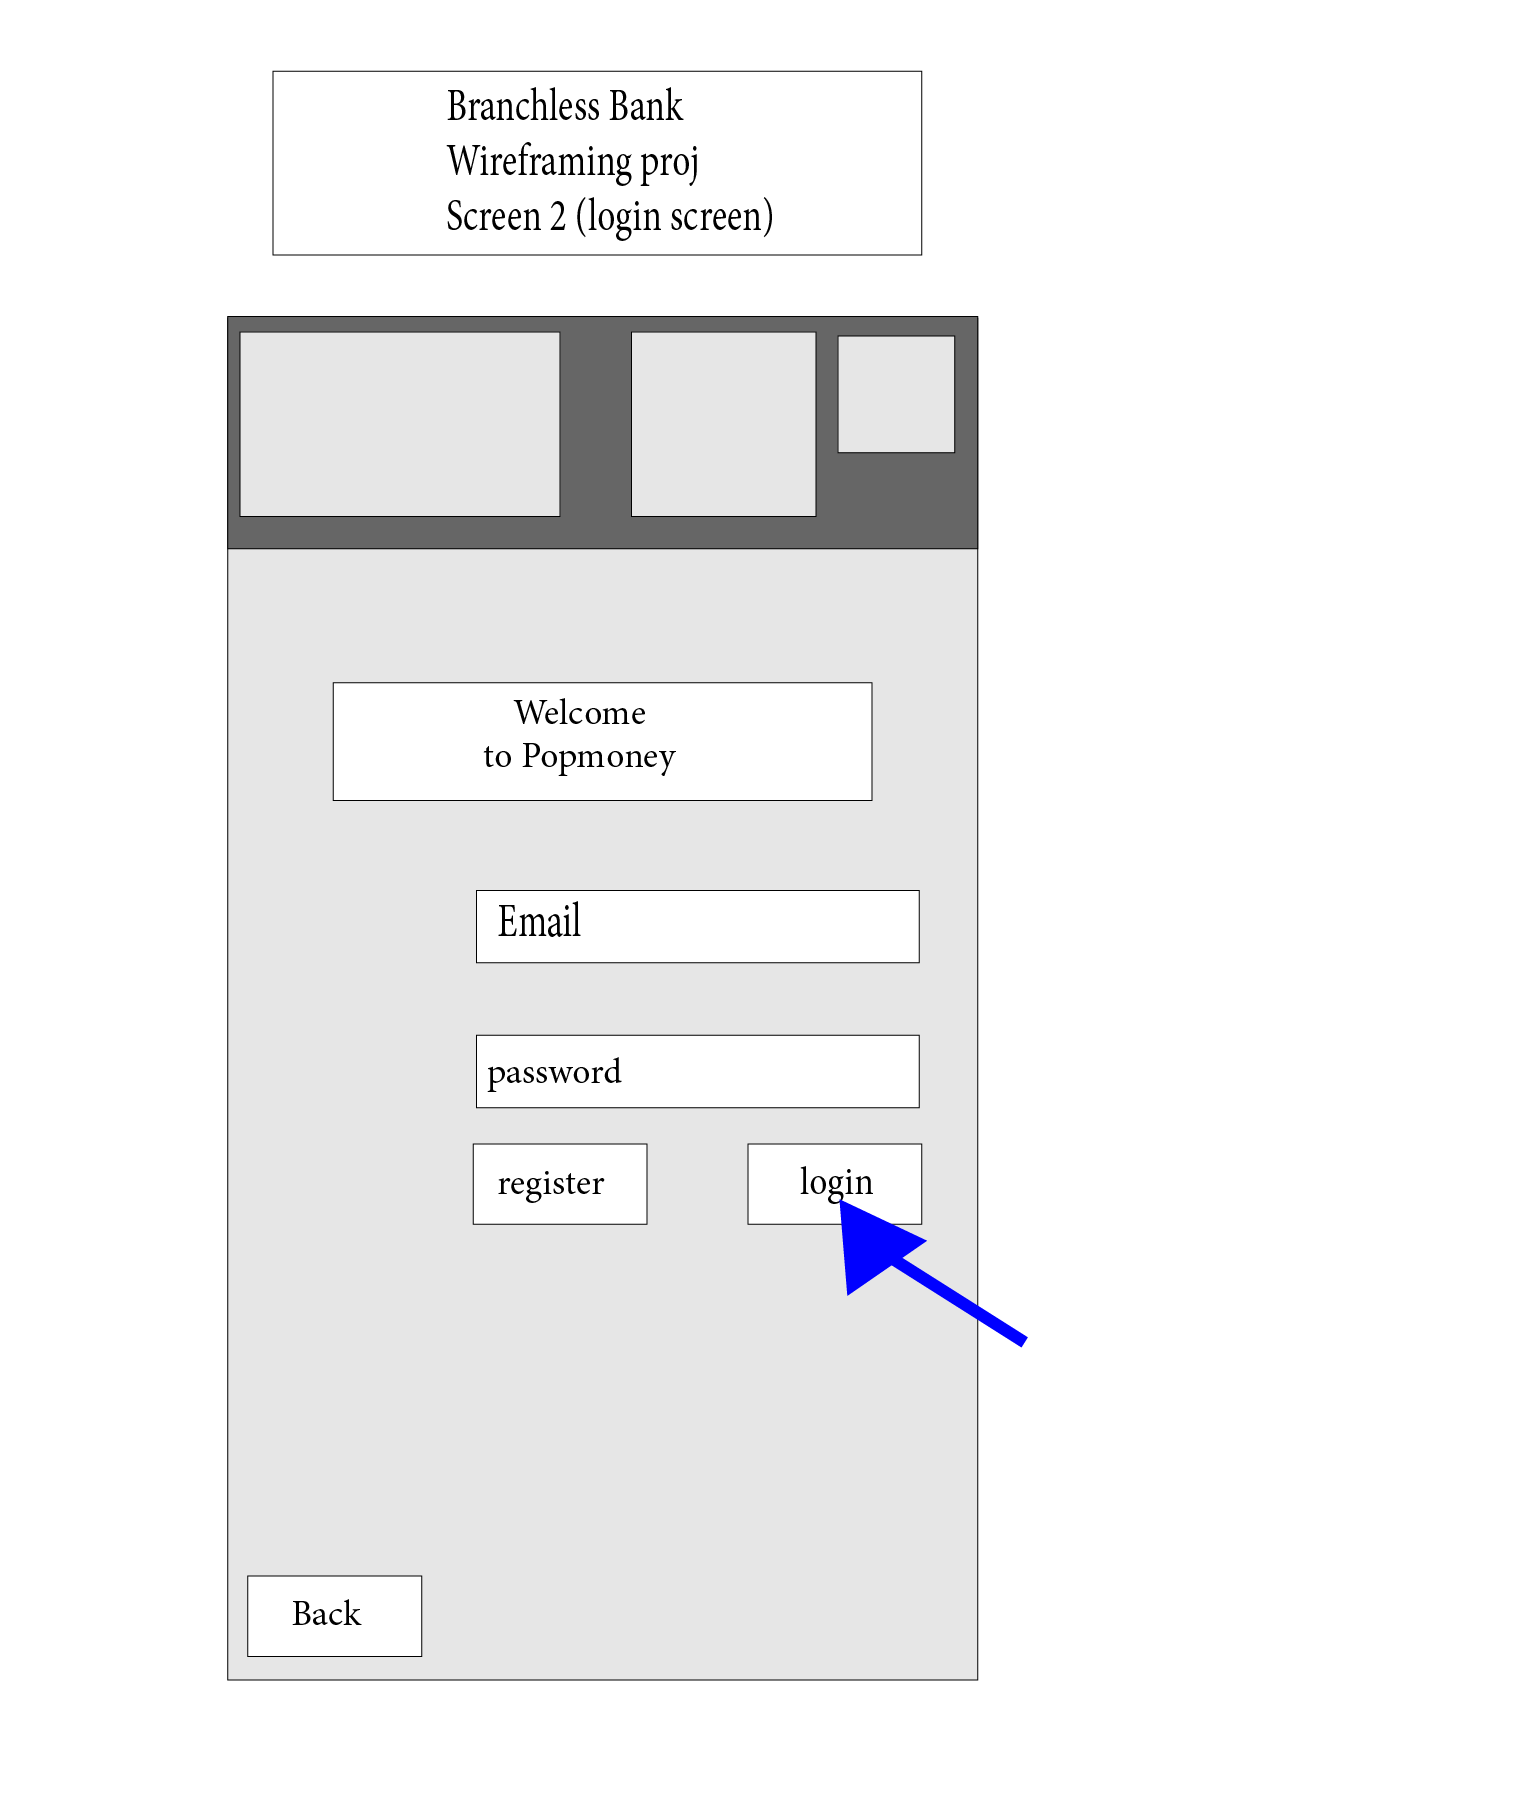 Branchless Bank
Wireframing proj
Screen 2 (login screen)
Welcome
to Popmoney
Email
password
register
login
Back